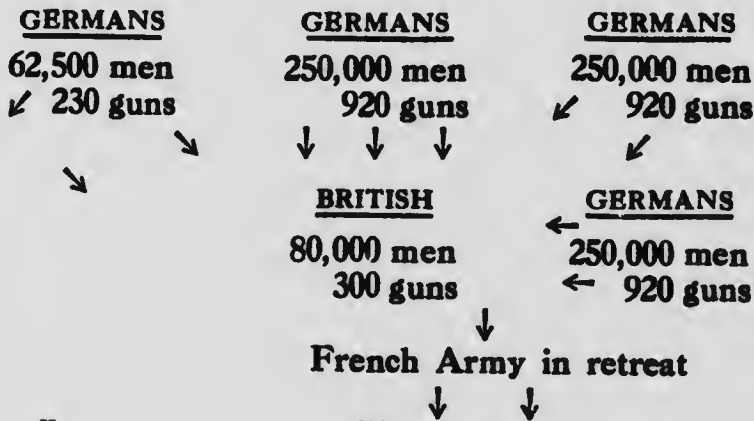 GERMANS GERMANS GERMANS
62,500 men 250,000 men 250,000 men
230 guns 920 guns 920 guns
BRITISH GERMANS
80,000 men 250,000 men
300 guns 920 guns
French Army in retreat